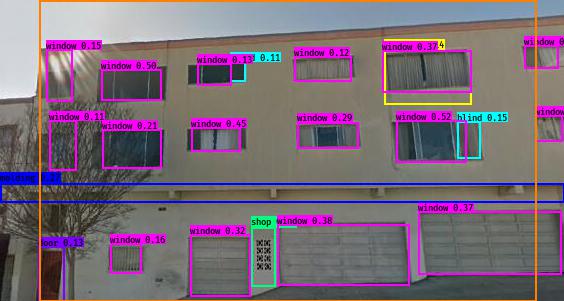 window 0.15
window 0.50
window 0.13
0.11
window 0.12
window 0.37
window 0.11
window 0.21
window 0.45
window 0.29
window 0.52
blind 0.15
window
door 0.13
window 0.16
window 0.32
shop
window 0.38
window 0.37